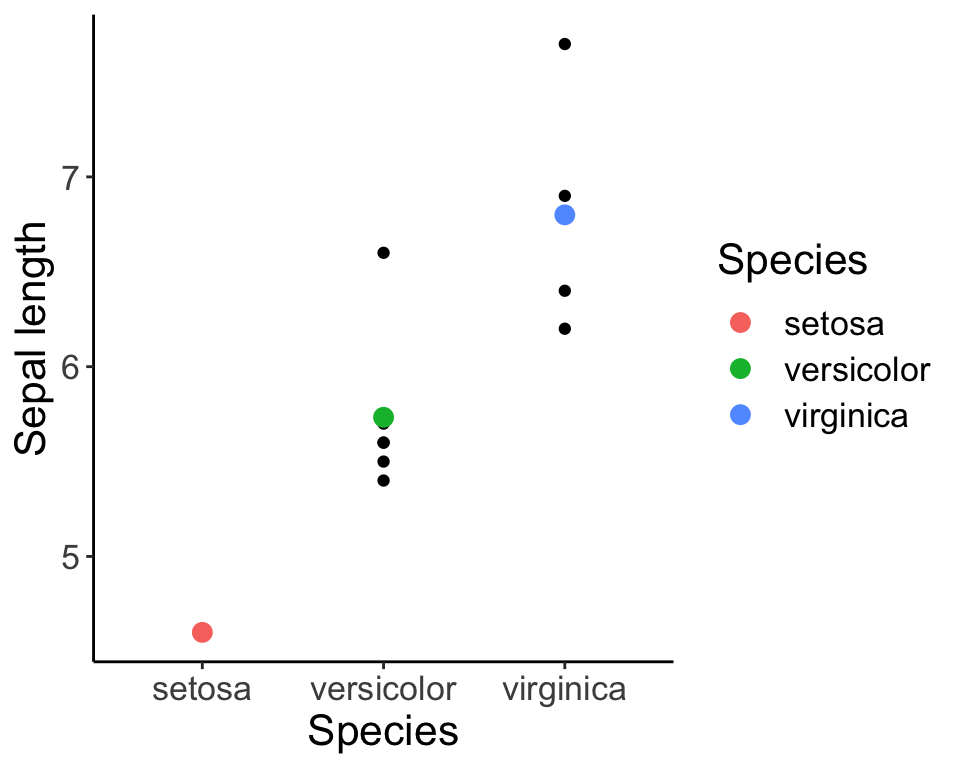 Sepal length
7
6
5
setosa
versicolor
virginica
Species
Species
setosa
versicolor
virginica